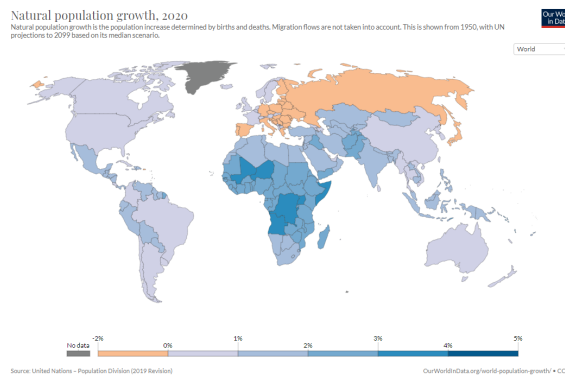 Natural population growth, 2020
Natural population growth is the population increase determined by births and deaths. Migration flows are not taken into account. This is shown from 1950, with UN
projections to 2099 based on its median scenario.
Our Wo
in Dat
World
No data
-2%
0%
1%
2%
3%
4%
5%
Source: United Nations – Population Division (2019 Revision)
OurWorldInData.org/world-population-growth/ • CC